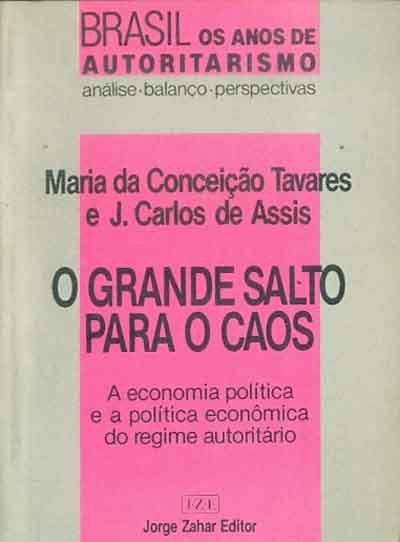 BRASIL OS ANOS DE
AUTORITARISMO
análise·balanço·perspectivas
Maria da Conceição Tavares
e J. Carlos de Assis
O GRANDE SALTO
PARA O CAOS
A economia política
e a política econômica
do regime autoritário
J·Z·E
Jorge Zahar Editor